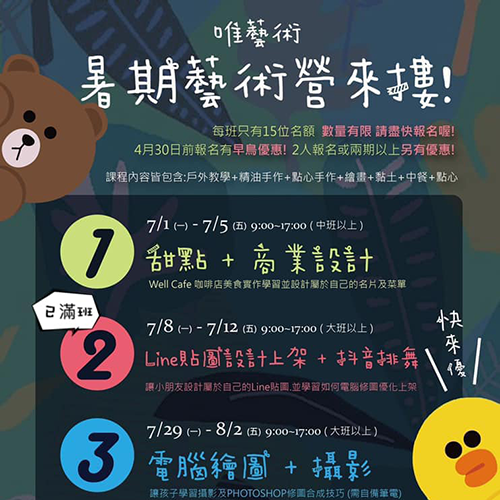 唯藝術
暑期藝術營來摟!
每班只有15位名額 數量有限 請盡快報名喔!
4月30日前報名有早鳥優惠! 2人報名或兩期以上另有優惠!
課程內容皆包含:戶外教學+精油手作+點心手作+繪畫+黏土+中餐+點心
7/1 (一) - 7/5 (五) 9:00~17:00 ( 中班以上 )
1
甜點 + 商業設計
Well Cafe 咖啡店美食實作學習並設計屬於自己的名片及菜單
已滿班
7/8 (一) - 7/12 (五) 9:00~17:00 ( 大班以上 )
2
Line貼圖設計上架 + 抖音排舞
讓小朋友設計屬於自己的Line貼圖,並學習如何電腦修圖優化上架
快來優
7/29 (一) - 8/2 (五) 9:00~17:00 ( 大班以上 )
3
電腦繪圖 + 攝影
讓孩子學習攝影及PHOTOSHOP修圖合成技巧 (需自備筆電)